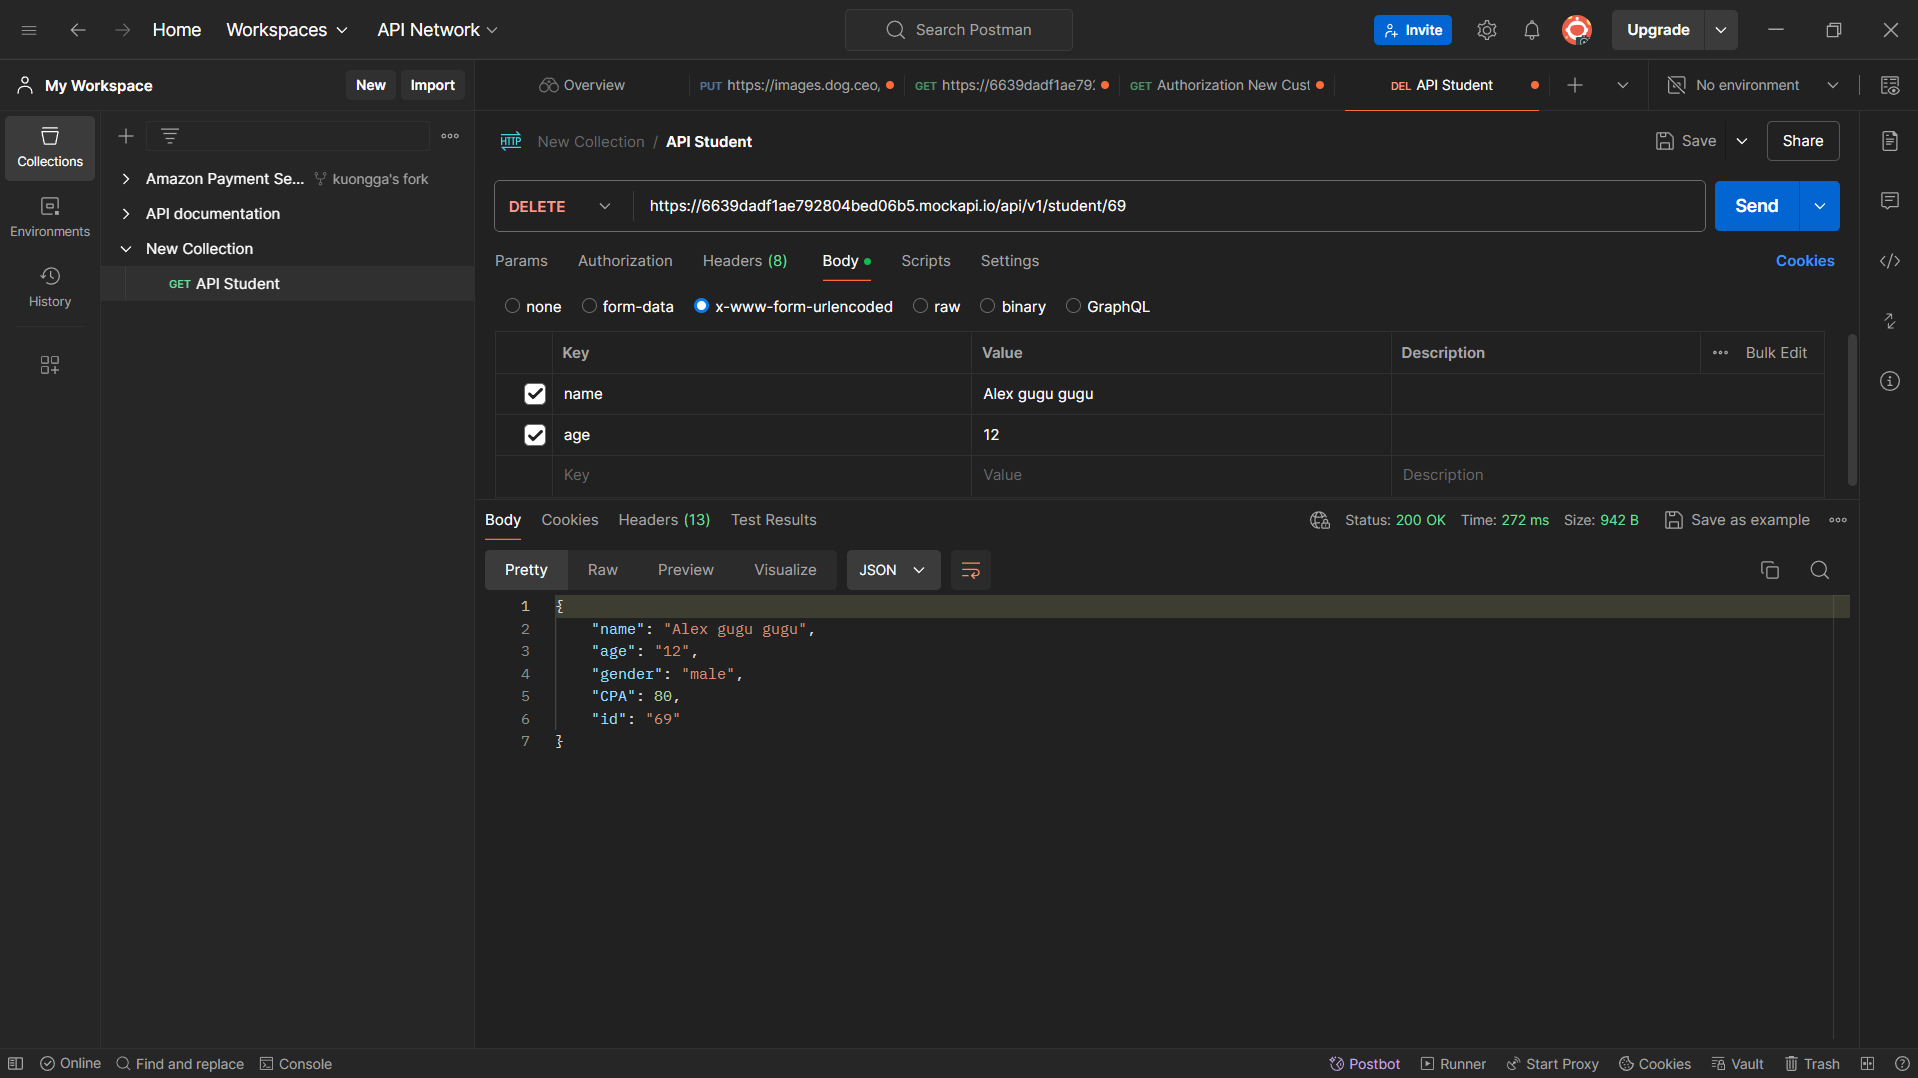 Home Workspaces API Network Search Postman Invite Upgrade
My Workspace New Import Overview PUT https://images.dog.ceo, GET https://6639dadf1ae79 GET Authorization New Cust DEL API Student No environment
Collections
Environments
History
Amazon Payment Se... kuongga's fork
API documentation
New Collection
GET API Student
HTTP New Collection / API Student Save Share
DELETE https://6639dadf1ae792804bed06b5.mockapi.io/api/v1/student/69 Send
Params Authorization Headers (8) Body Scripts Settings Cookies
none form-data x-www-form-urlencoded raw binary GraphQL
Key Value Description Bulk Edit
name Alex gugu gugu
age 12
Key Value Description
Body Cookies Headers (13) Test Results Status: 200 OK Time: 272 ms Size: 942 B Save as example
Pretty Raw Preview Visualize JSON
1 {
2 "name": "Alex gugu gugu",
3 "age": "12",
4 "gender": "male",
5 "CPA": 80,
6 "id": "69"
7 }
Online Find and replace Console Postbot Runner Start Proxy Cookies Vault Trash